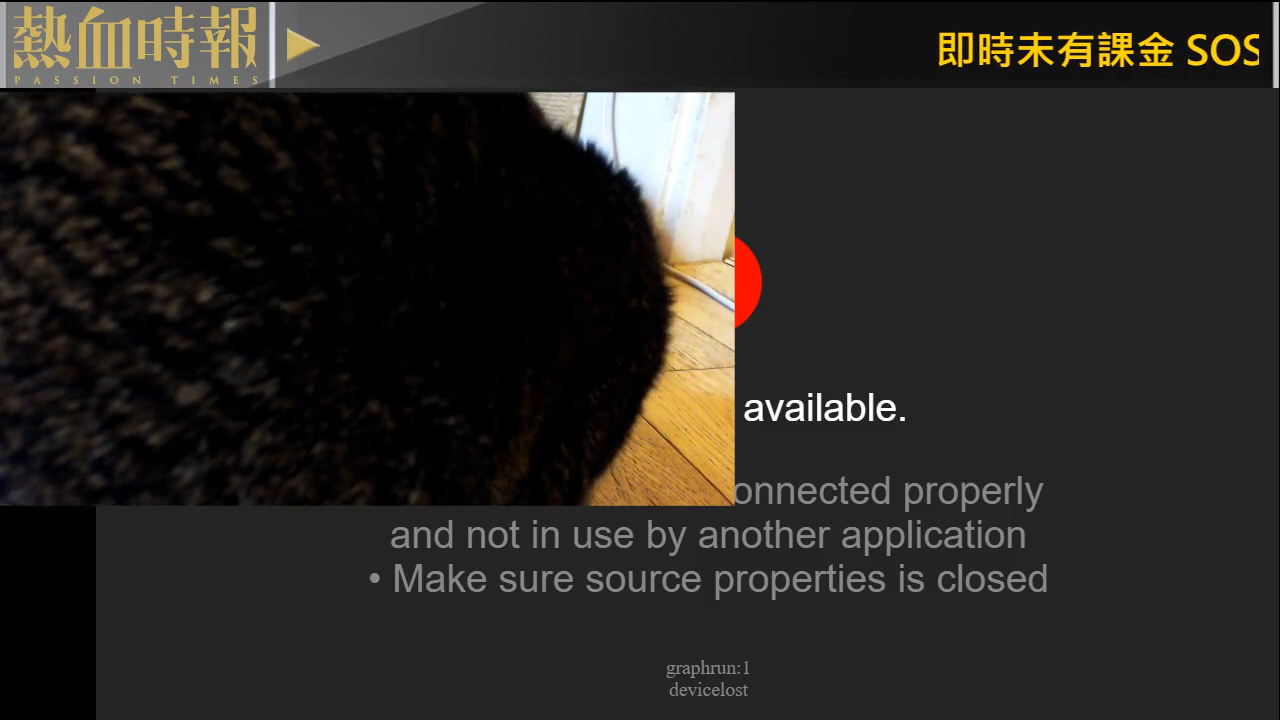 熱血時報
PASSION TIMES
即時未有課金 SOS
available.
onnected properly
and not in use by another application
• Make sure source properties is closed
graphrun:1
devicelost